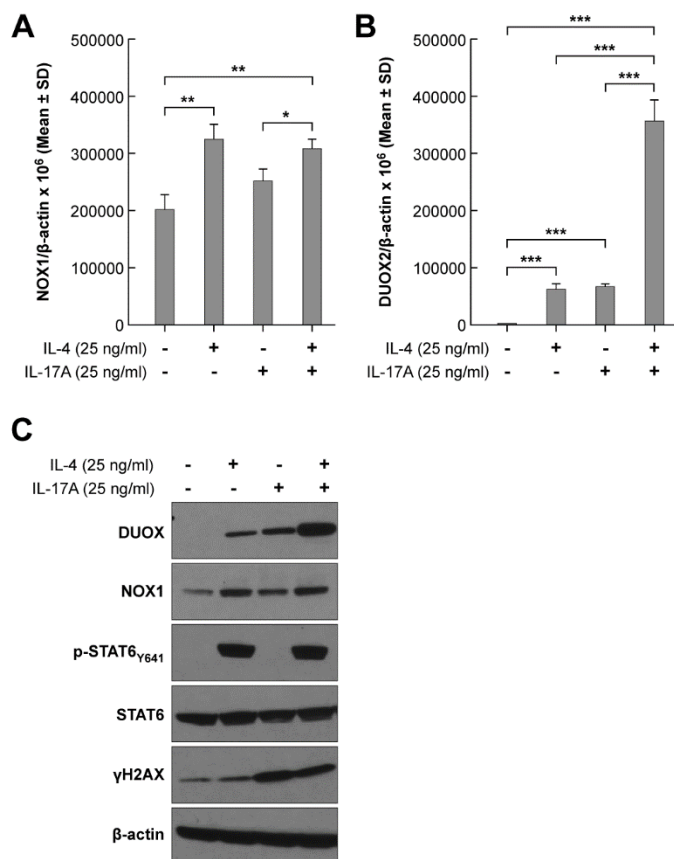 A
NOX1/β-actin x 10⁶ (Mean ± SD)
500000
400000
300000
200000
100000
0
**
**
*
IL-4 (25 ng/ml) - + - +
IL-17A (25 ng/ml) - - + +
B
DUOX2/β-actin x 10⁶ (Mean ± SD)
500000
400000
300000
200000
100000
0
***
***
***
***
***
IL-4 (25 ng/ml) - + - +
IL-17A (25 ng/ml) - - + +
C
IL-4 (25 ng/ml) - + - +
IL-17A (25 ng/ml) - - + +
DUOX
NOX1
p-STAT6Y641
STAT6
γH2AX
β-actin